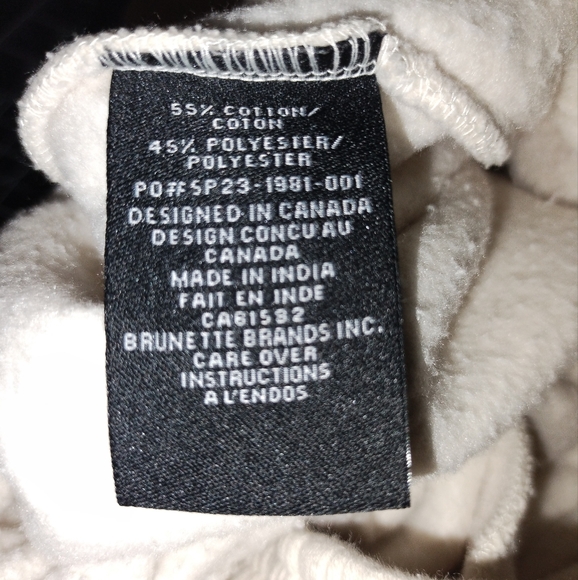 55% COTTON/
COTON
45% POLYESTER/
POLYESTER
PO#SP23-1981-001
DESIGNED IN CANADA
DESIGN CONCU AU
CANADA
MADE IN INDIA
FAIT EN INDE
CA61592
BRUNETTE BRANDS INC.
CARE OVER
INSTRUCTIONS
A L'ENDOS